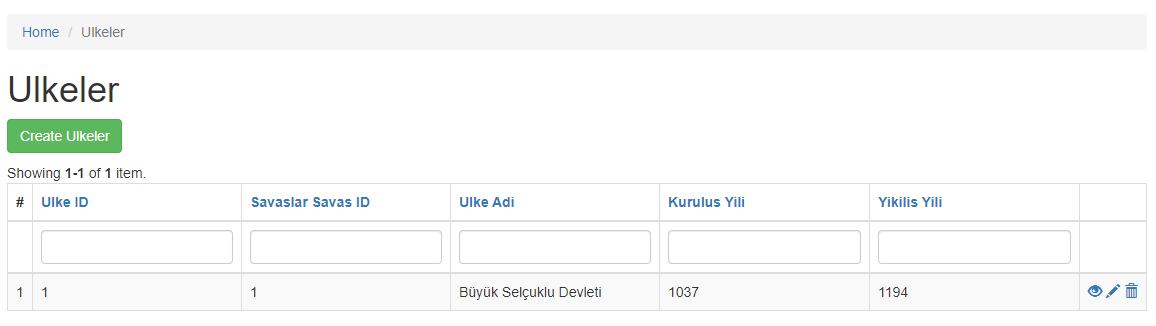 Home / Ulkeler
Ulkeler
Create Ulkeler
Showing 1-1 of 1 item.
# Ulke ID Savaslar Savas ID Ulke Adi Kurulus Yili Yikilis Yili
1 1 1 Büyük Selçuklu Devleti 1037 1194